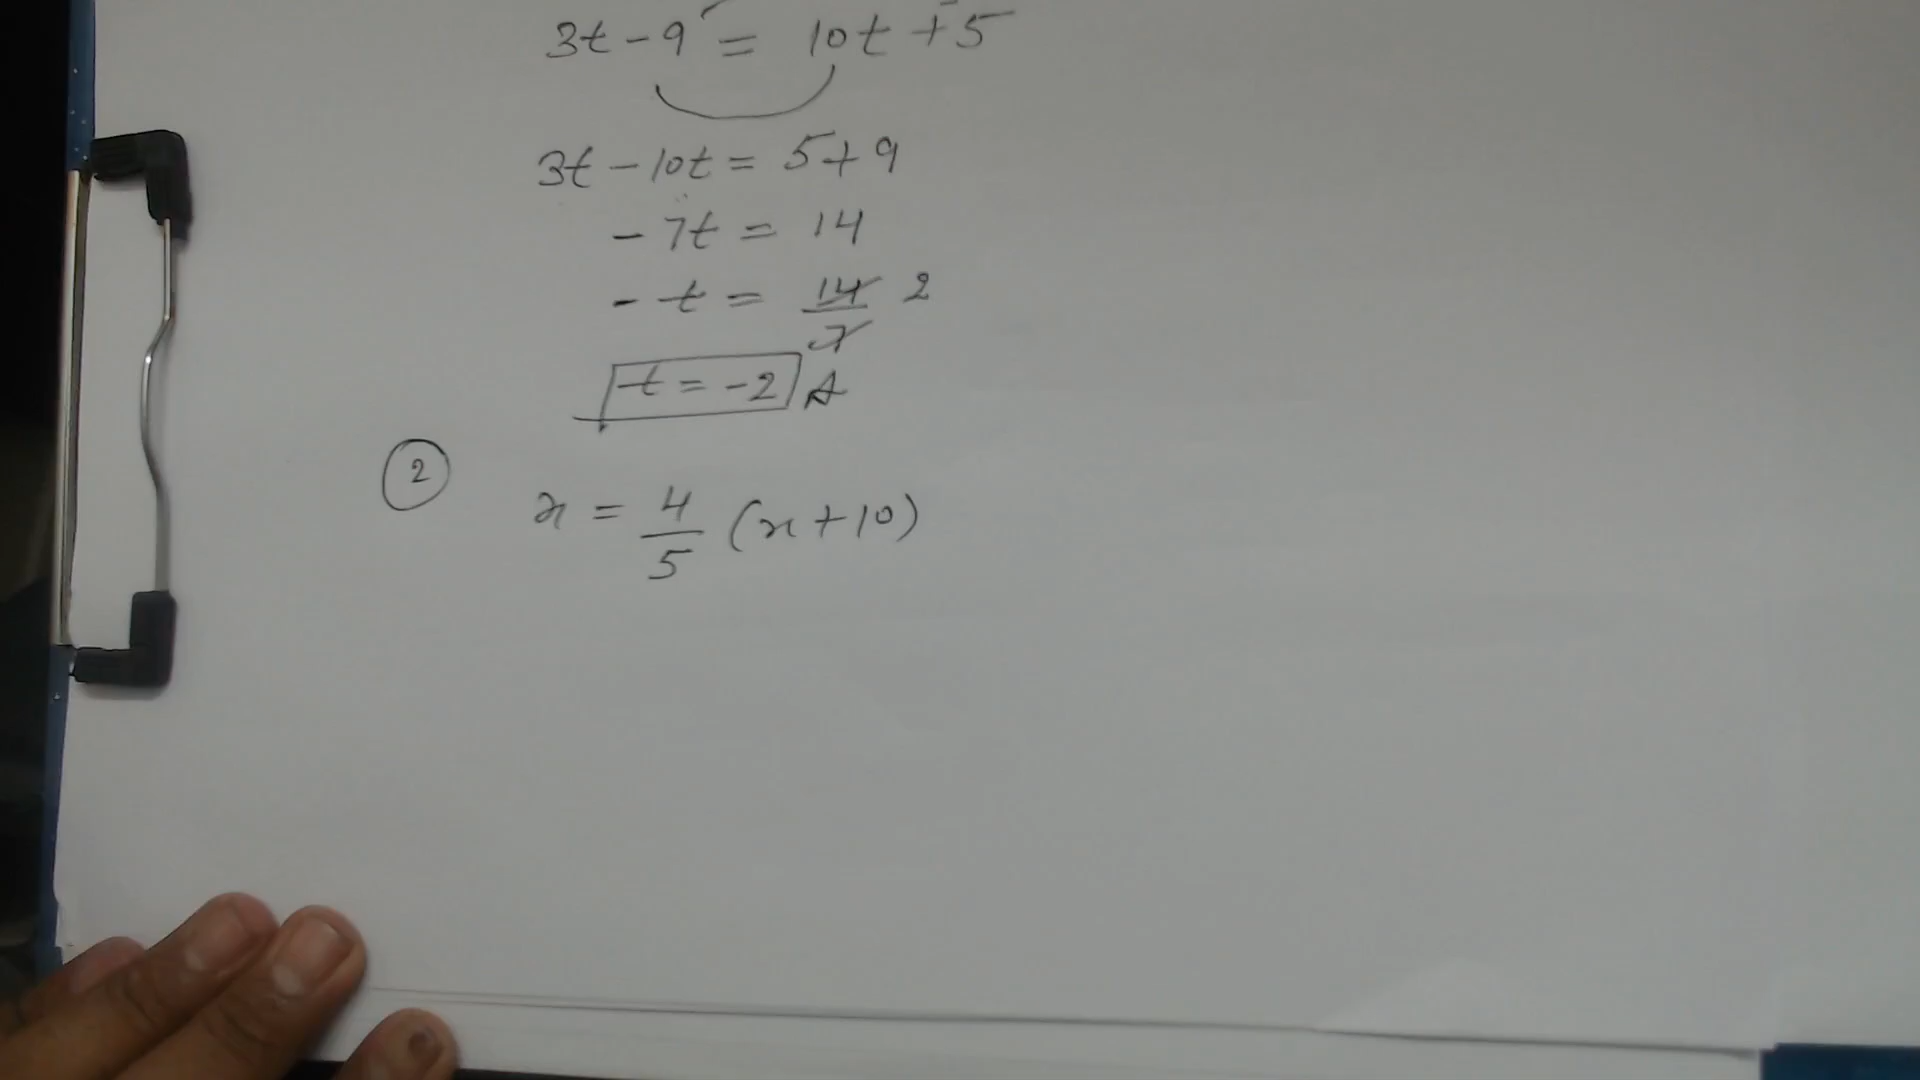 3t - 9 = 10t + 5
3t - 10t = 5 + 9
- 7t = 14
- t = 14/7 2
t = -2 A
2
x = 4/5 (x + 10)